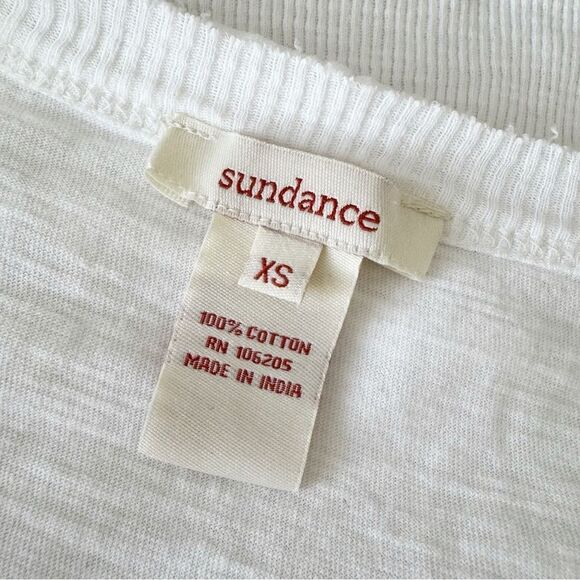 sundance
XS
100% COTTON
RN 106205
MADE IN INDIA